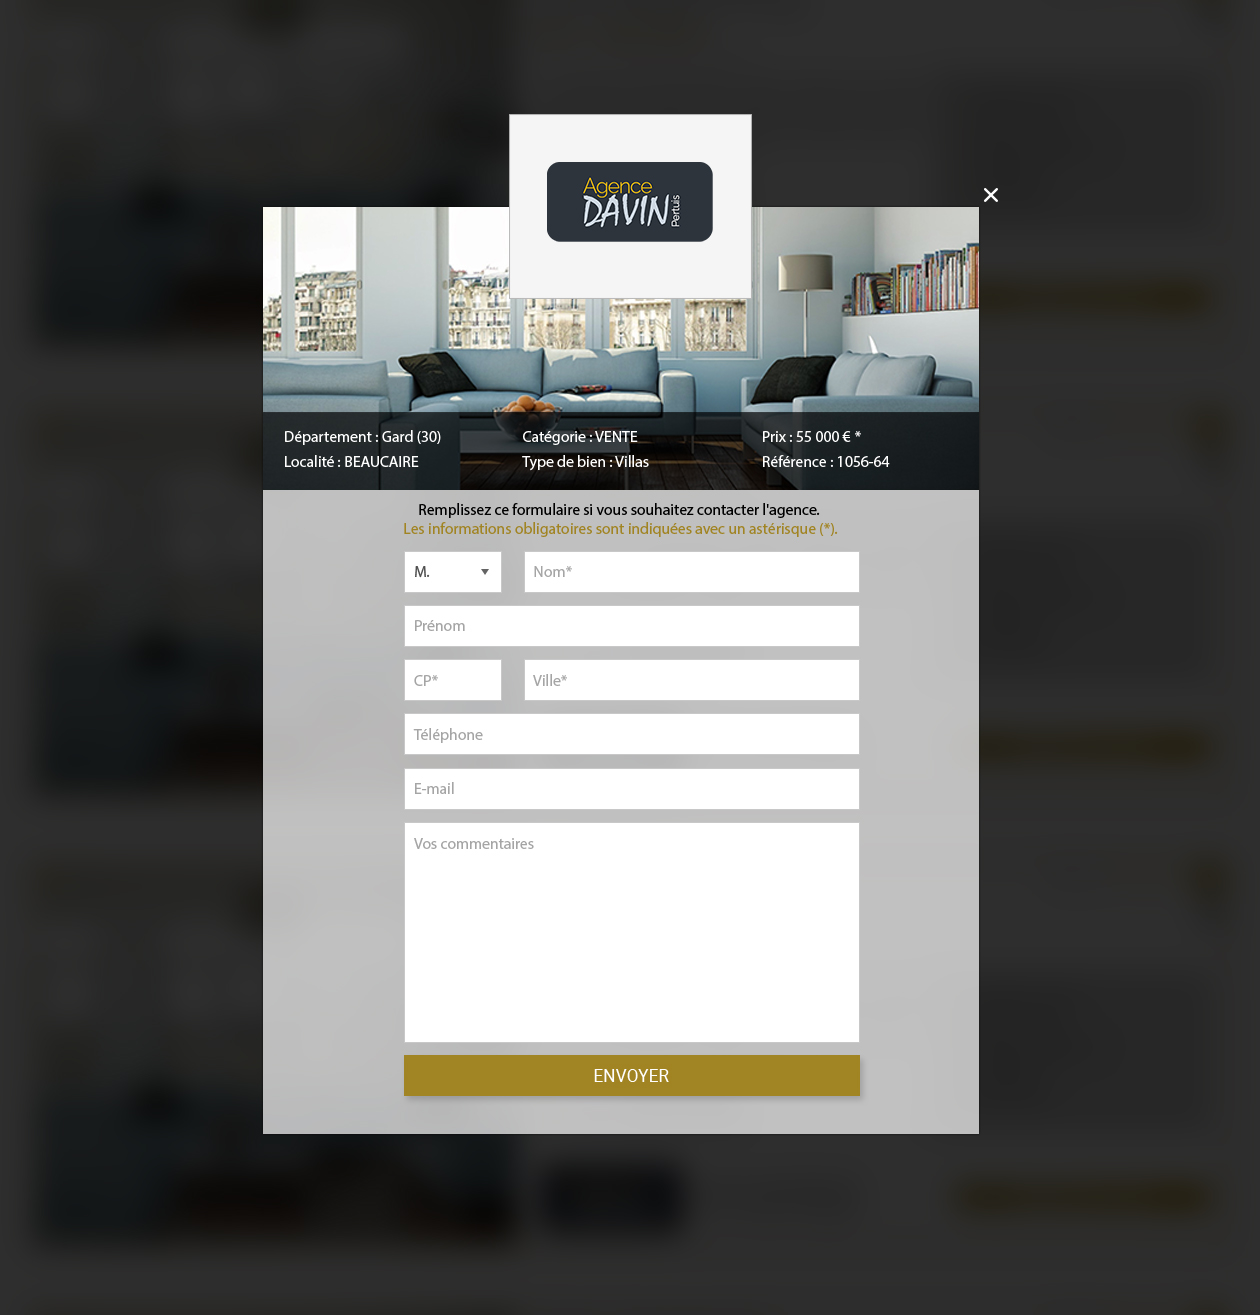 Agence
DAVIN
Pertuis
Département : Gard (30)
Localité : BEAUCAIRE
Catégorie : VENTE
Type de bien : Villas
Prix : 55 000 € *
Référence : 1056-64
Remplissez ce formulaire si vous souhaitez contacter l'agence.
Les informations obligatoires sont indiquées avec un astérisque (*).
M.
Nom*
Prénom
CP*
Ville*
Téléphone
E-mail
Vos commentaires
ENVOYER